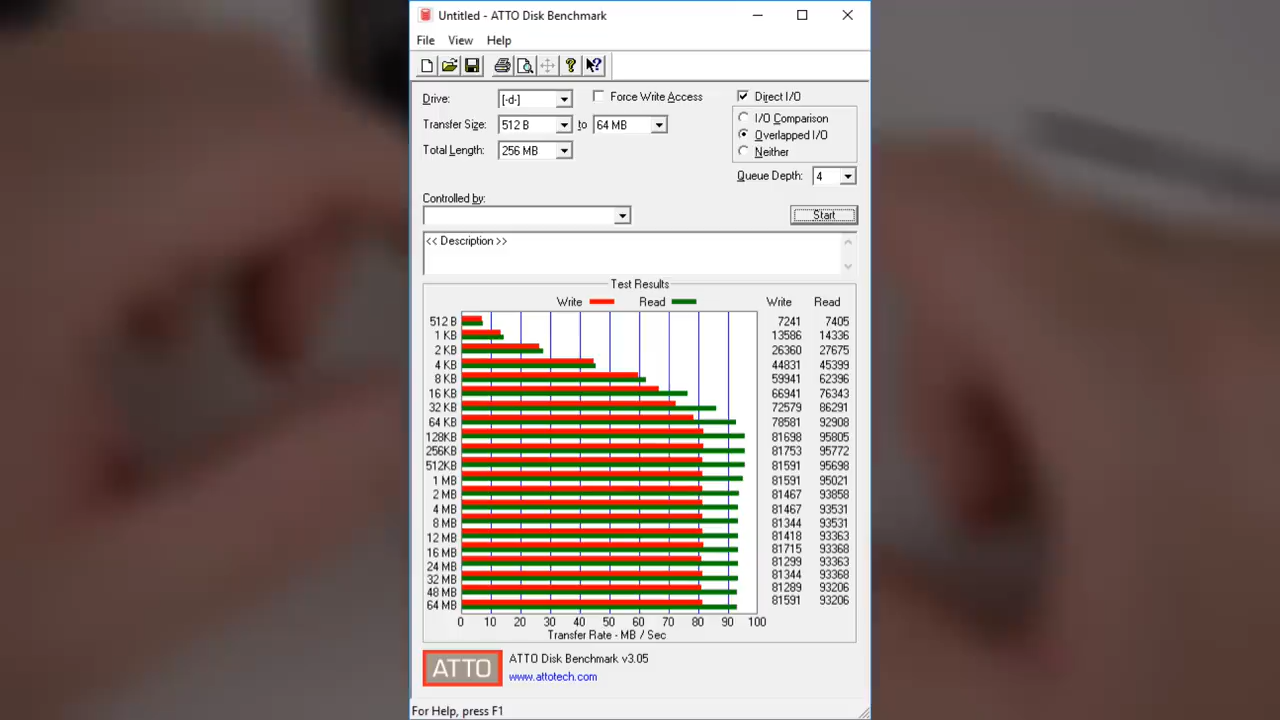 Untitled - ATTO Disk Benchmark
File View Help
Drive: [-d-] Force Write Access Direct I/O
Transfer Size: 512 B to 64 MB I/O Comparison
Overlapped I/O
Total Length: 256 MB Neither
Queue Depth: 4
Controlled by:
Start
<< Description >>
Test Results
Write Read Write Read
512 B 7241 7405
1 KB 13586 14336
2 KB 26360 27675
4 KB 44831 45399
8 KB 59941 62396
16 KB 66941 76343
32 KB 72579 86291
64 KB 78581 92908
128KB 81698 95805
256KB 81753 95772
512KB 81591 95698
1 MB 81591 95021
2 MB 81467 93858
4 MB 81467 93531
8 MB 81344 93531
12 MB 81418 93363
16 MB 81715 93368
24 MB 81299 93363
32 MB 81344 93368
48 MB 81289 93206
64 MB 81591 93206
0 10 20 30 40 50 60 70 80 90 100
Transfer Rate - MB / Sec
ATTO ATTO Disk Benchmark v3.05
www.attotech.com
For Help, press F1